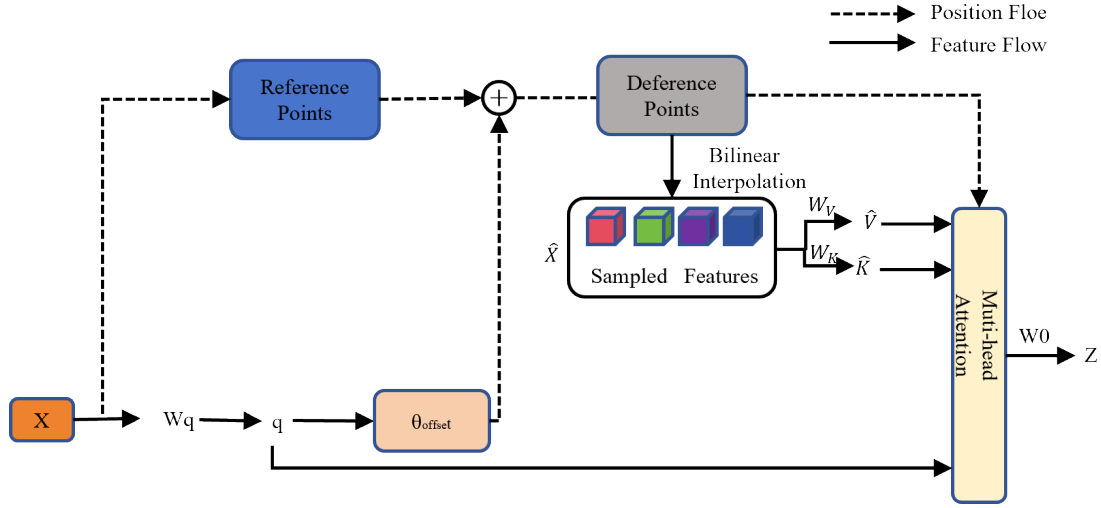 Position Floe
Feature Flow
Reference
Points
+
Deference
Points
Bilinear
Interpolation
X̂
Sampled Features
W_V
V̂
W_K
K̂
Muti-head
Attention
W0
Z
X
Wq
q
θoffset